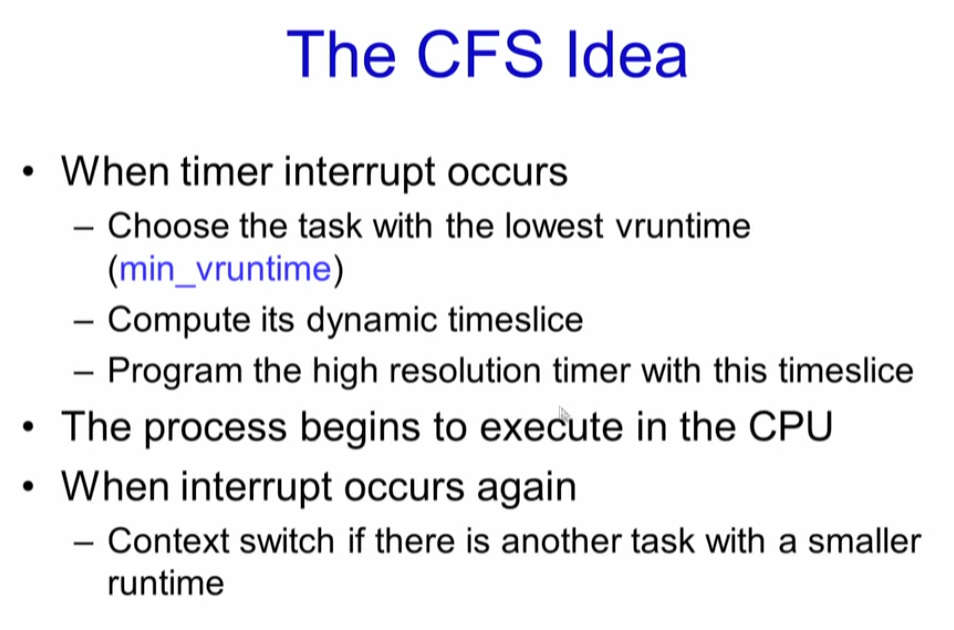 The CFS Idea
• When timer interrupt occurs
– Choose the task with the lowest vruntime
(min_vruntime)
– Compute its dynamic timeslice
– Program the high resolution timer with this timeslice
• The process begins to execute in the CPU
• When interrupt occurs again
– Context switch if there is another task with a smaller
runtime